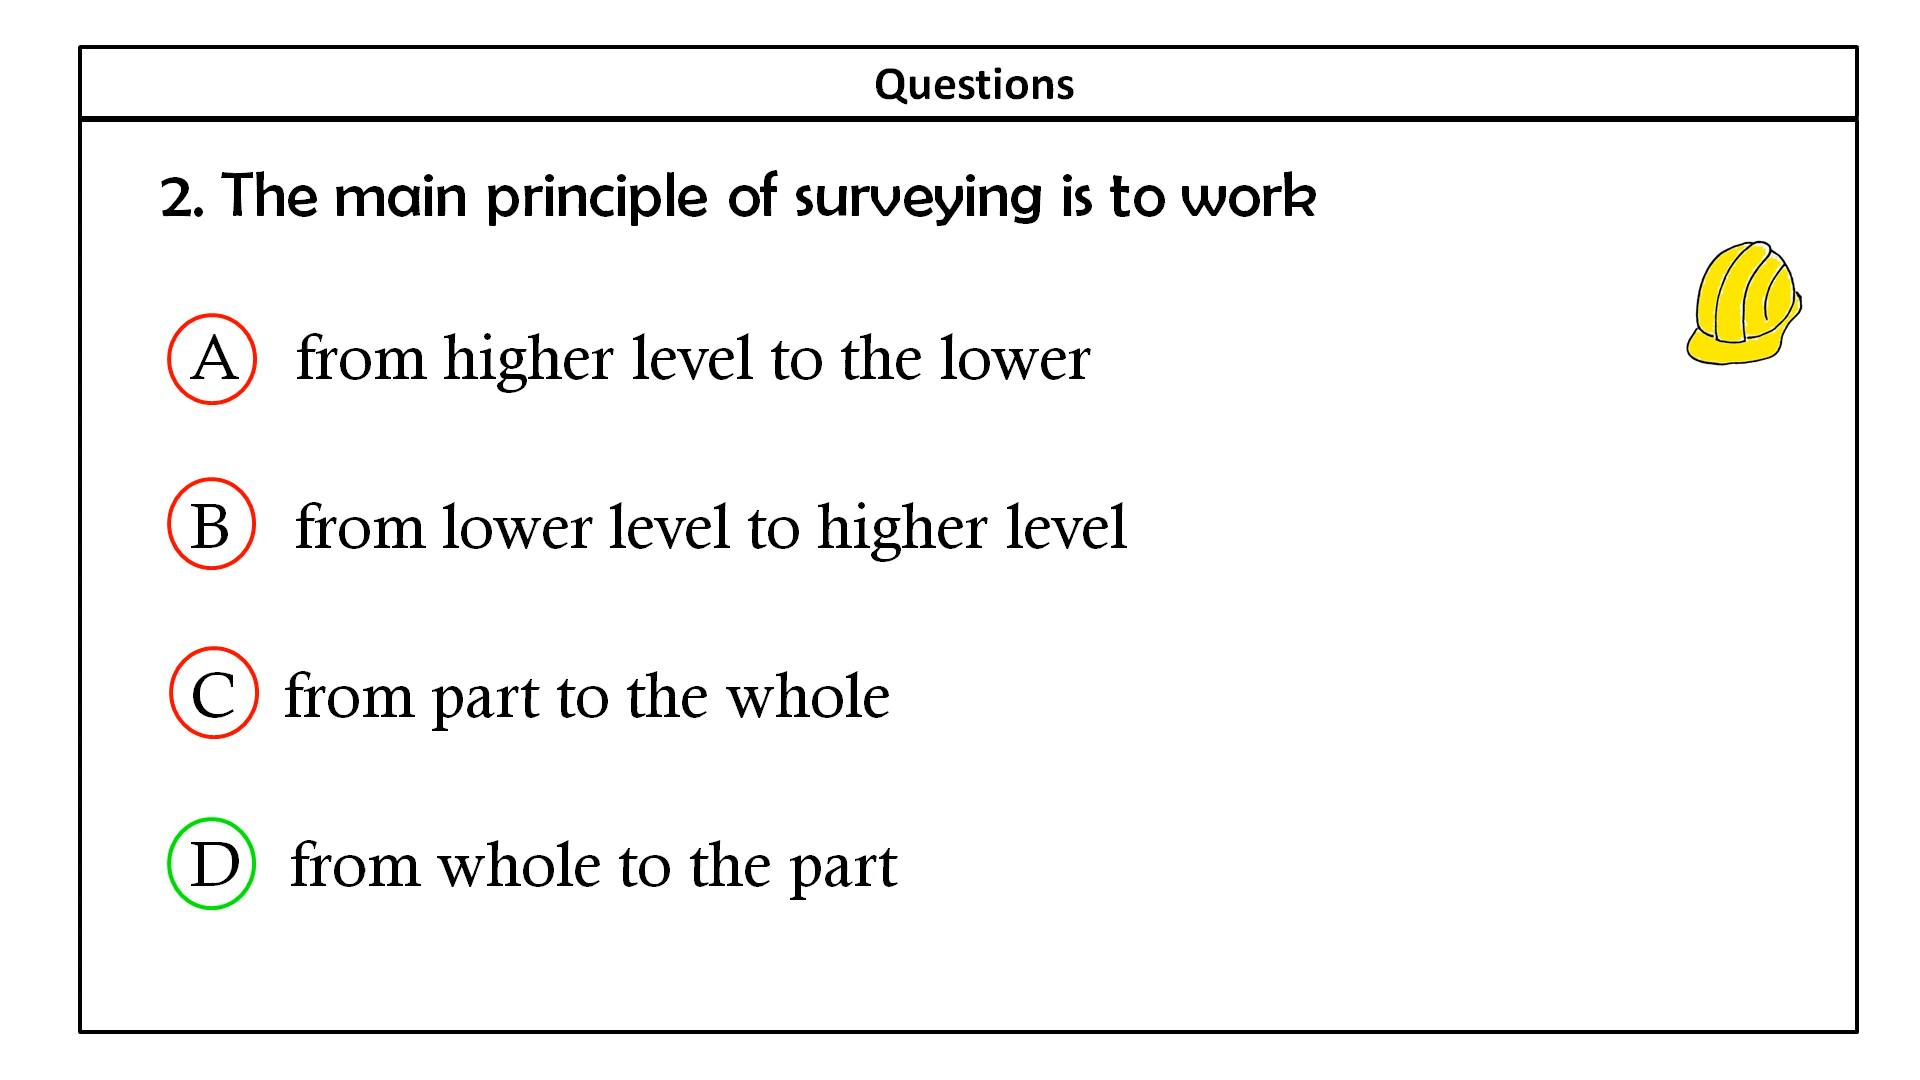 Questions
2. The main principle of surveying is to work
A from higher level to the lower
B from lower level to higher level
C from part to the whole
D from whole to the part